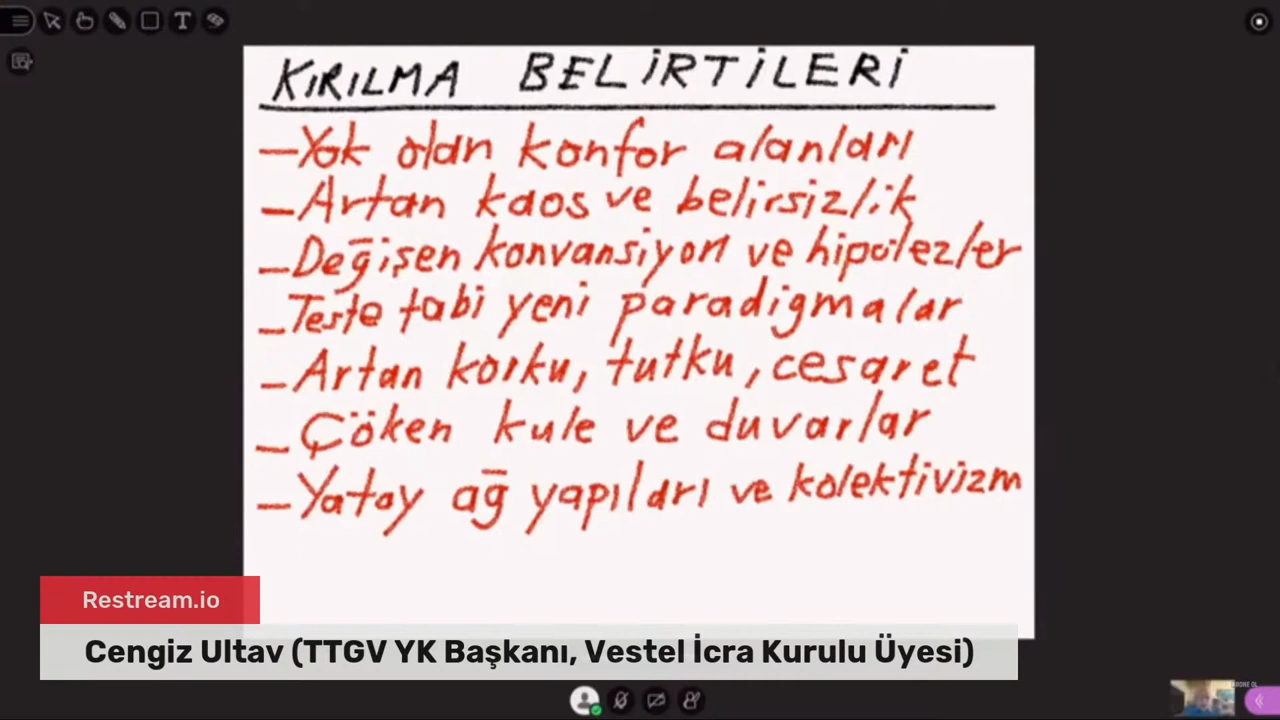 KIRILMA BELİRTİLERİ
– Yok olan konfor alanları
– Artan kaos ve belirsizlik
– Değişen konvansiyon ve hipotezler
– Teste tabi yeni paradigmalar
– Artan korku, tutku, cesaret
– Çöken kule ve duvarlar
– Yatay ağ yapıları ve kolektivizm
Restream.io
Cengiz Ultav (TTGV YK Başkanı, Vestel İcra Kurulu Üyesi)